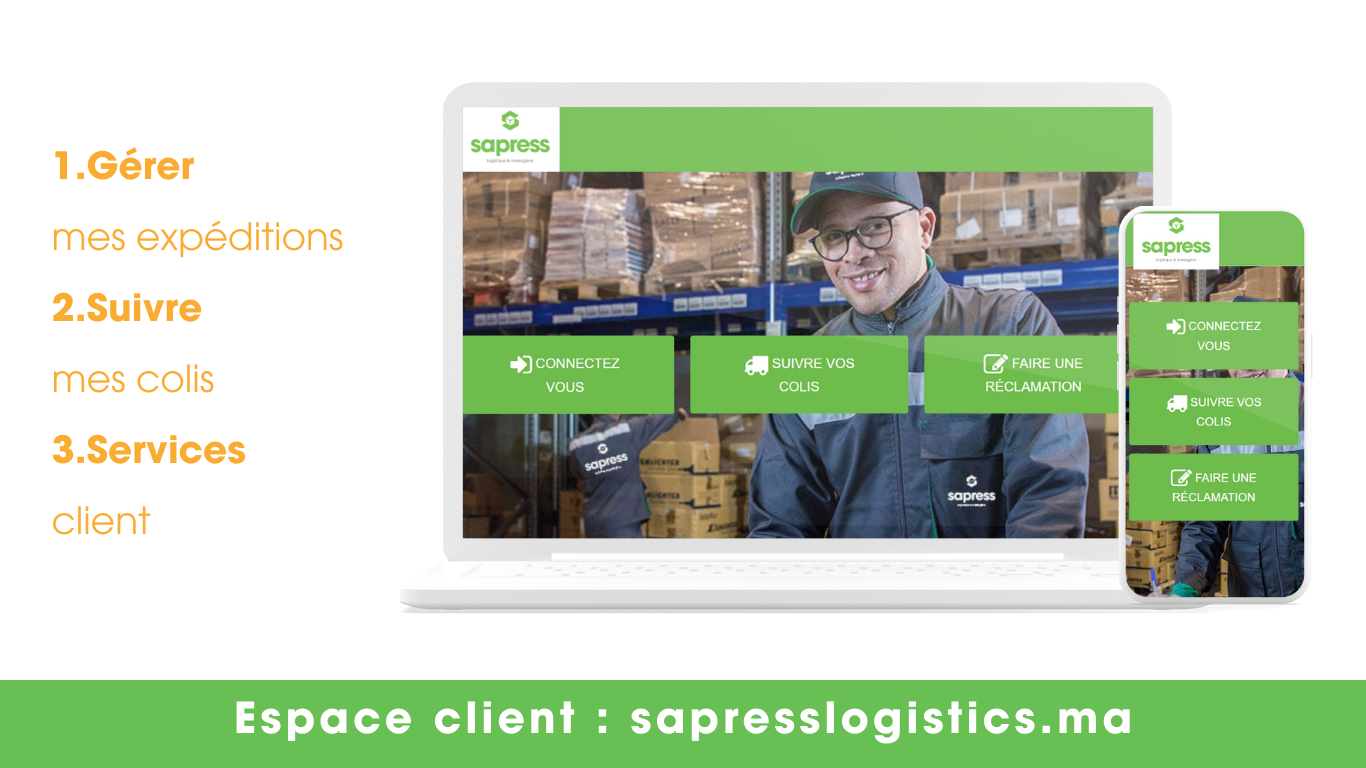 1.Gérer
mes expéditions
2.Suivre
mes colis
3.Services
client
sapress
logistique & messagerie
CONNECTEZ
VOUS
SUIVRE VOS
COLIS
FAIRE UNE
RÉCLAMATION
sapress
sapress
sapress
logistique & messagerie
CONNECTEZ
VOUS
SUIVRE VOS
COLIS
FAIRE UNE
RÉCLAMATION
Espace client : sapresslogistics.ma